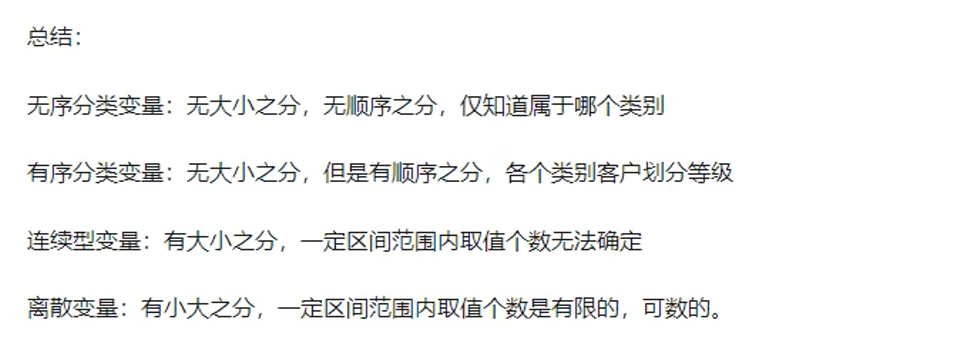 总结：
无序分类变量：无大小之分，无顺序之分，仅知道属于哪个类别
有序分类变量：无大小之分，但是有顺序之分，各个类别客户划分等级
连续型变量：有大小之分，一定区间范围内取值个数无法确定
离散变量：有小大之分，一定区间范围内取值个数是有限的，可数的。